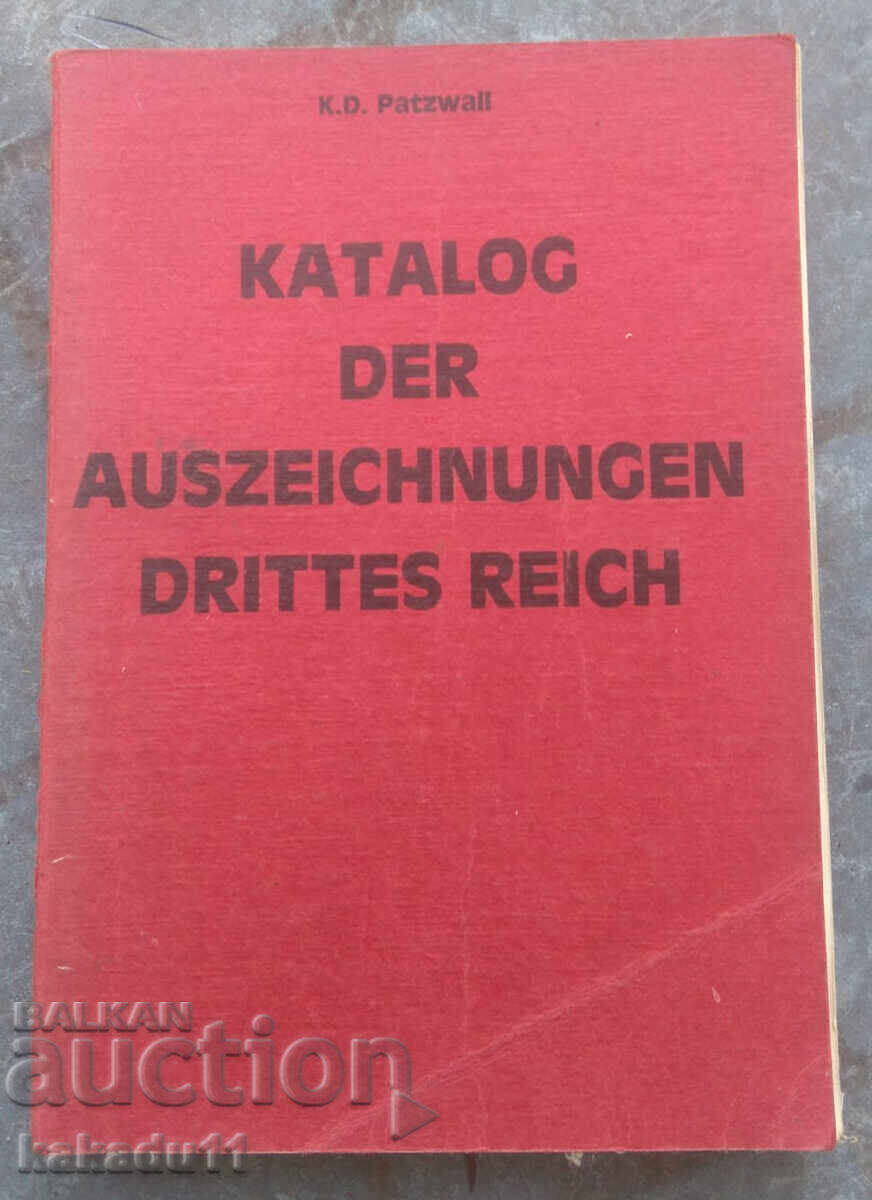 K.D. Patzwall
KATALOG
DER
AUSZEICHNUNGEN
DRITTES REICH
BALKAN
auction
kakadu11